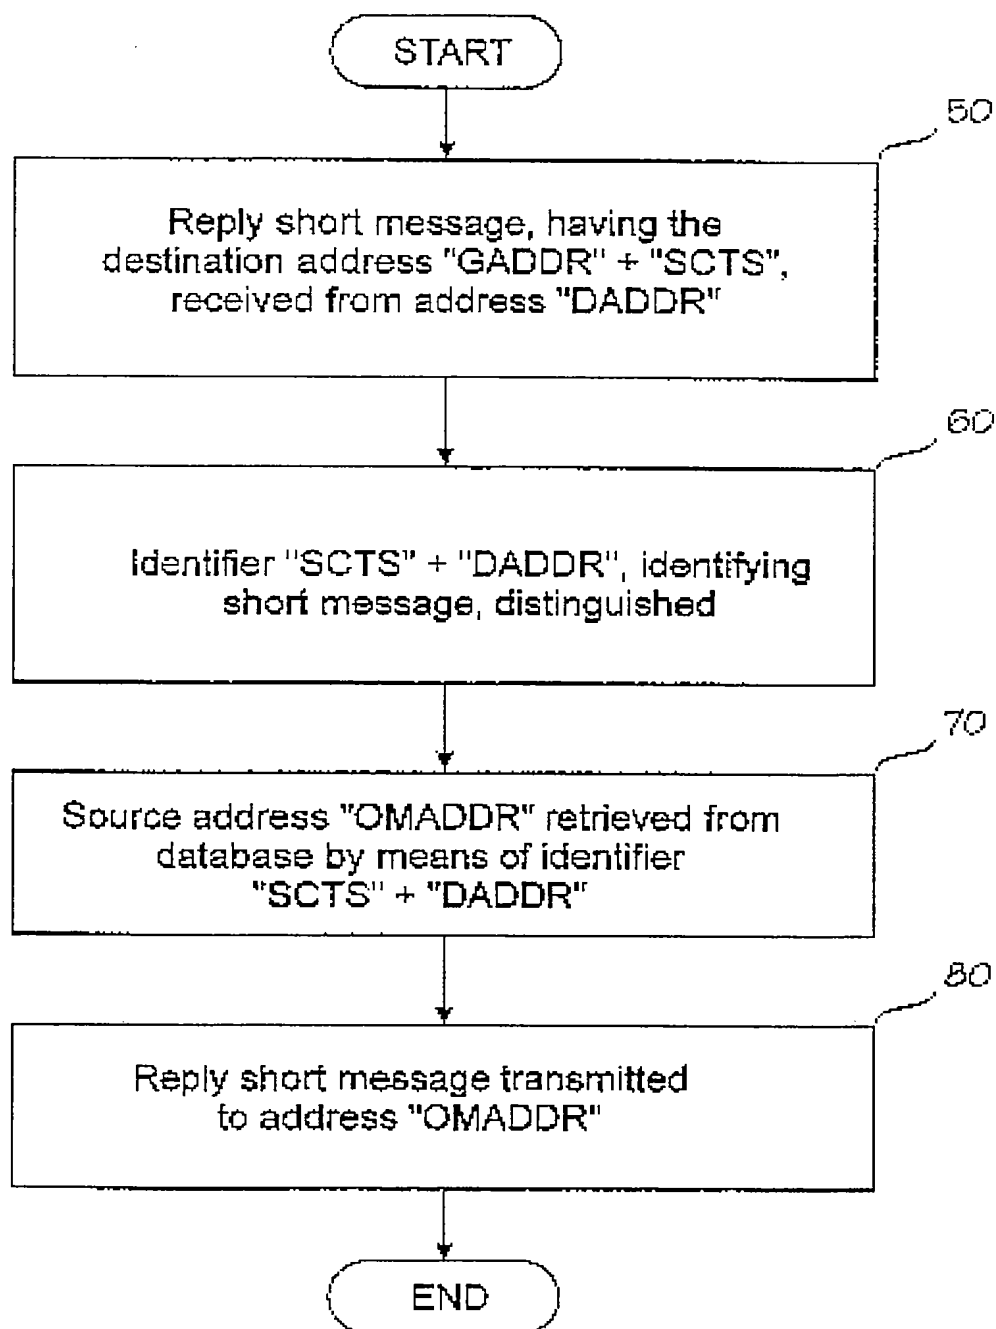 START
50
Reply short message, having the
destination address "GADDR" + "SCTS",
received from address "DADDR"
60
Identifier "SCTS" + "DADDR", identifying
short message, distinguished
70
Source address "OMADDR" retrieved from
database by means of identifier
"SCTS" + "DADDR"
80
Reply short message transmitted
to address "OMADDR"
END